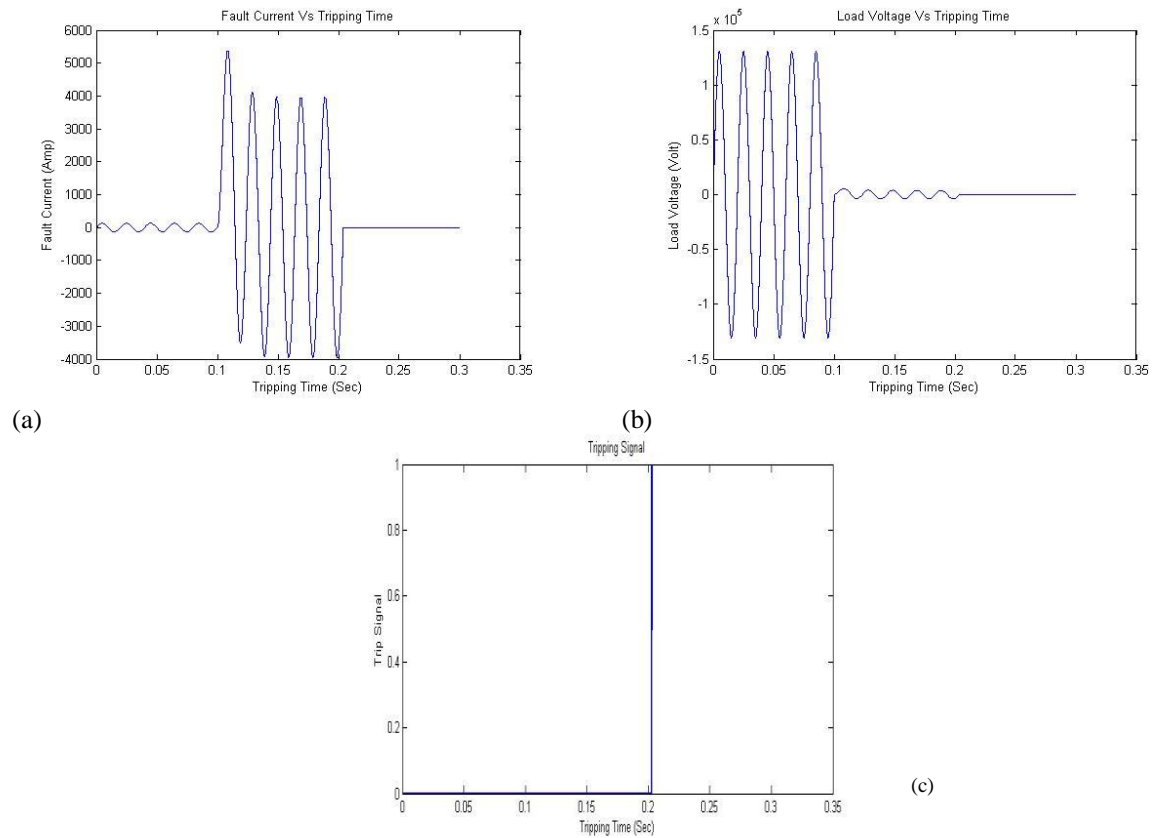 Fault Current Vs Tripping Time
6000
5000
4000
3000
2000
1000
0
-1000
-2000
-3000
-4000
Fault Current (Amp)
0 0.05 0.1 0.15 0.2 0.25 0.3 0.35
Tripping Time (Sec)
(a)
Load Voltage Vs Tripping Time
x 10^5
1.5
1
0.5
0
-0.5
-1
-1.5
Load Voltage (Volt)
0 0.05 0.1 0.15 0.2 0.25 0.3 0.35
Tripping Time (Sec)
(b)
Tripping Signal
1
0.8
0.6
0.4
0.2
0
Trip Signal
0 0.05 0.1 0.15 0.2 0.25 0.3 0.35
Tripping Time (Sec)
(c)